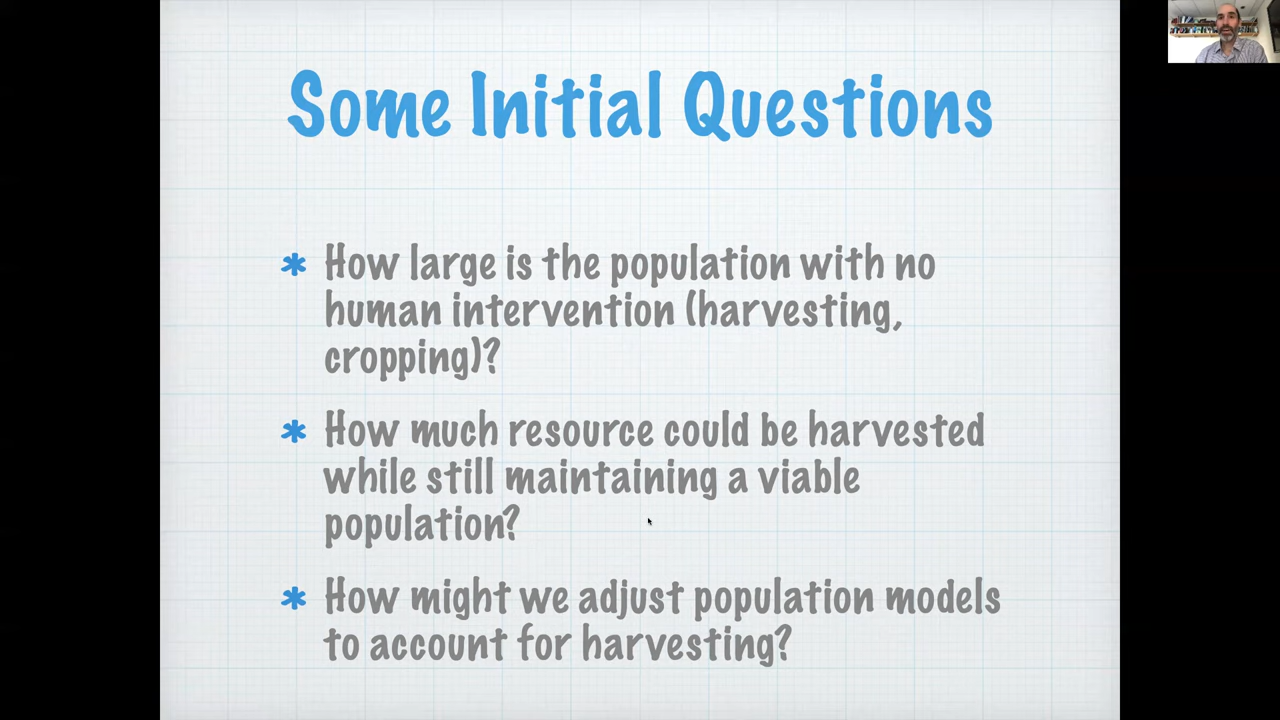 Some Initial Questions
* How large is the population with no
human intervention (harvesting,
cropping)?
* How much resource could be harvested
while still maintaining a viable
population?
* How might we adjust population models
to account for harvesting?